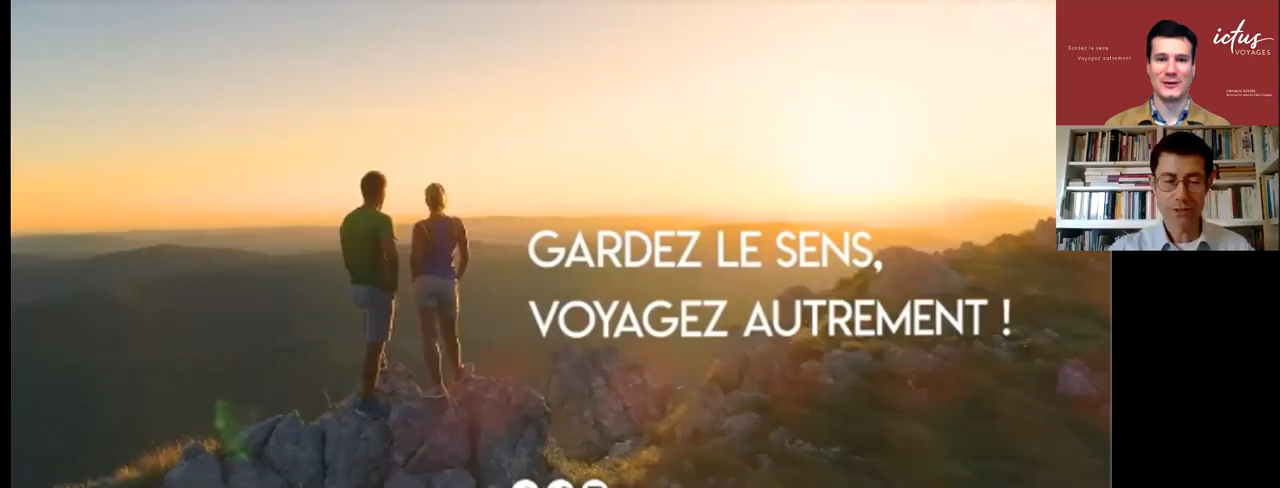 GARDEZ LE SENS,
VOYAGEZ AUTREMENT !
Gardez le sens
Voyagez autrement
ictus
VOYAGES